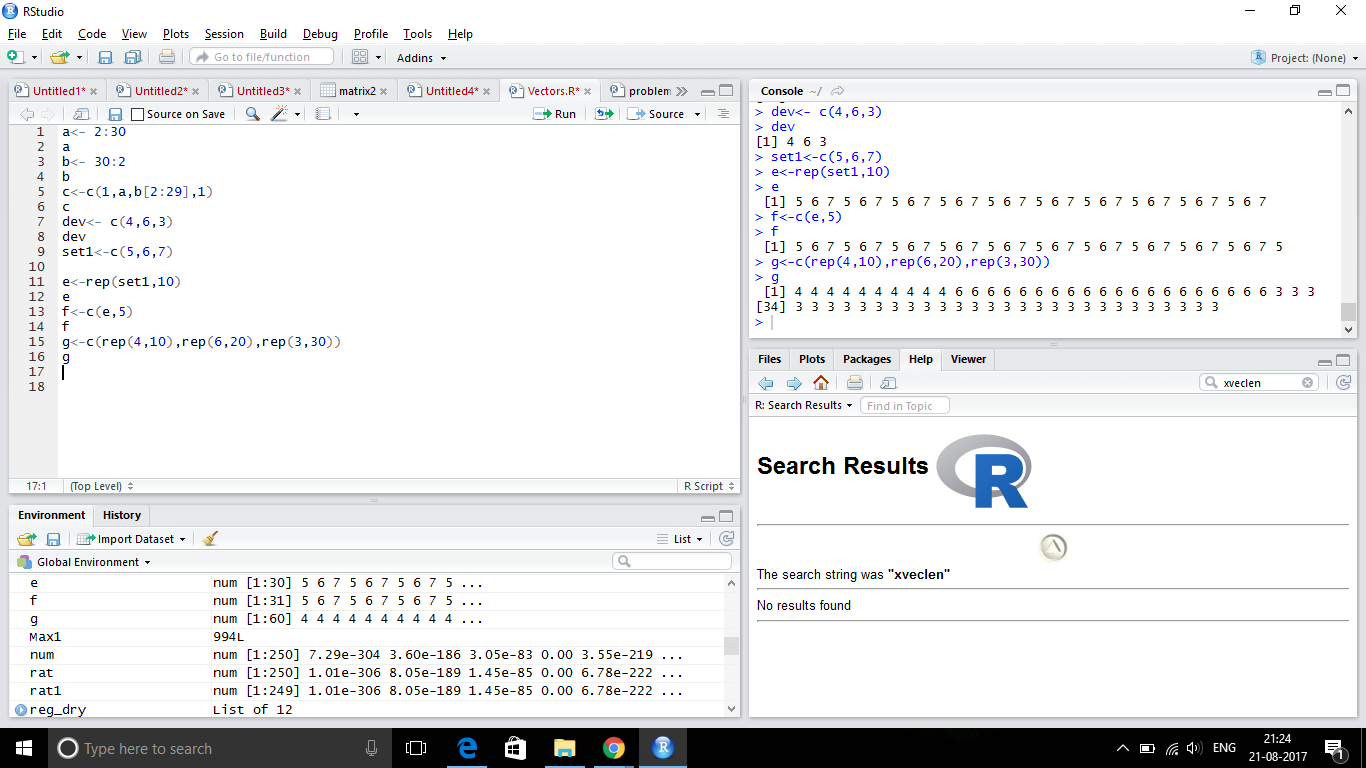 RStudio
File Edit Code View Plots Session Build Debug Profile Tools Help
Go to file/function Addins Project: (None)
Untitled1* Untitled2* Untitled3* matrix2 Untitled4* Vectors.R* problem
Source on Save Run Source
1 a<- 2:30
2 a
3 b<- 30:2
4 b
5 c<-c(1,a,b[2:29],1)
6 c
7 dev<- c(4,6,3)
8 dev
9 set1<-c(5,6,7)
10
11 e<-rep(set1,10)
12 e
13 f<-c(e,5)
14 f
15 g<-c(rep(4,10),rep(6,20),rep(3,30))
16 g
17
18
17:1 (Top Level) R Script
Environment History
Import Dataset List
Global Environment
e num [1:30] 5 6 7 5 6 7 5 6 7 5 ...
f num [1:31] 5 6 7 5 6 7 5 6 7 5 ...
g num [1:60] 4 4 4 4 4 4 4 4 4 4 ...
Max1 994L
num num [1:250] 7.29e-304 3.60e-186 3.05e-83 0.00 3.55e-219 ...
rat num [1:250] 1.01e-306 8.05e-189 1.45e-85 0.00 6.78e-222 ...
rat1 num [1:249] 1.01e-306 8.05e-189 1.45e-85 0.00 6.78e-222 ...
reg_dry List of 12
Console ~/
> dev<- c(4,6,3)
> dev
[1] 4 6 3
> set1<-c(5,6,7)
> e<-rep(set1,10)
> e
[1] 5 6 7 5 6 7 5 6 7 5 6 7 5 6 7 5 6 7 5 6 7 5 6 7 5 6 7 5 6 7
> f<-c(e,5)
> f
[1] 5 6 7 5 6 7 5 6 7 5 6 7 5 6 7 5 6 7 5 6 7 5 6 7 5 6 7 5 6 7 5
> g<-c(rep(4,10),rep(6,20),rep(3,30))
> g
[1] 4 4 4 4 4 4 4 4 4 4 6 6 6 6 6 6 6 6 6 6 6 6 6 6 6 6 6 6 6 6 3 3 3
[34] 3 3 3 3 3 3 3 3 3 3 3 3 3 3 3 3 3 3 3 3 3 3 3 3 3 3 3
>
Files Plots Packages Help Viewer
xveclen
R: Search Results Find in Topic
Search Results R
The search string was "xveclen"
No results found
Type here to search
ENG 21:24
21-08-2017
1